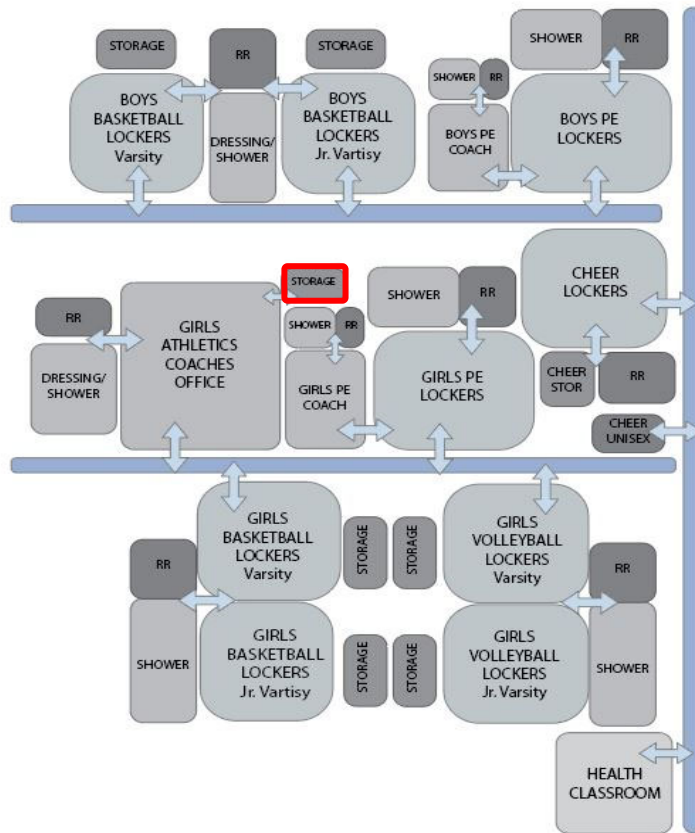 STORAGE
RR
STORAGE
SHOWER
RR
SHOWER
RR
BOYS
BASKETBALL
LOCKERS
Varsity
DRESSING/
SHOWER
BOYS
BASKETBALL
LOCKERS
Jr. Vartisy
BOYS PE
COACH
BOYS PE
LOCKERS
STORAGE
CHEER
LOCKERS
SHOWER
RR
RR
GIRLS
ATHLETICS
COACHES
OFFICE
SHOWER
RR
DRESSING/
SHOWER
GIRLS PE
COACH
GIRLS PE
LOCKERS
CHEER
STOR
RR
CHEER
UNISEX
GIRLS
BASKETBALL
LOCKERS
Varsity
STORAGE
STORAGE
GIRLS
VOLLEYBALL
LOCKERS
Varsity
RR
RR
SHOWER
GIRLS
BASKETBALL
LOCKERS
Jr. Vartisy
STORAGE
STORAGE
GIRLS
VOLLEYBALL
LOCKERS
Jr. Varsity
SHOWER
HEALTH
CLASSROOM